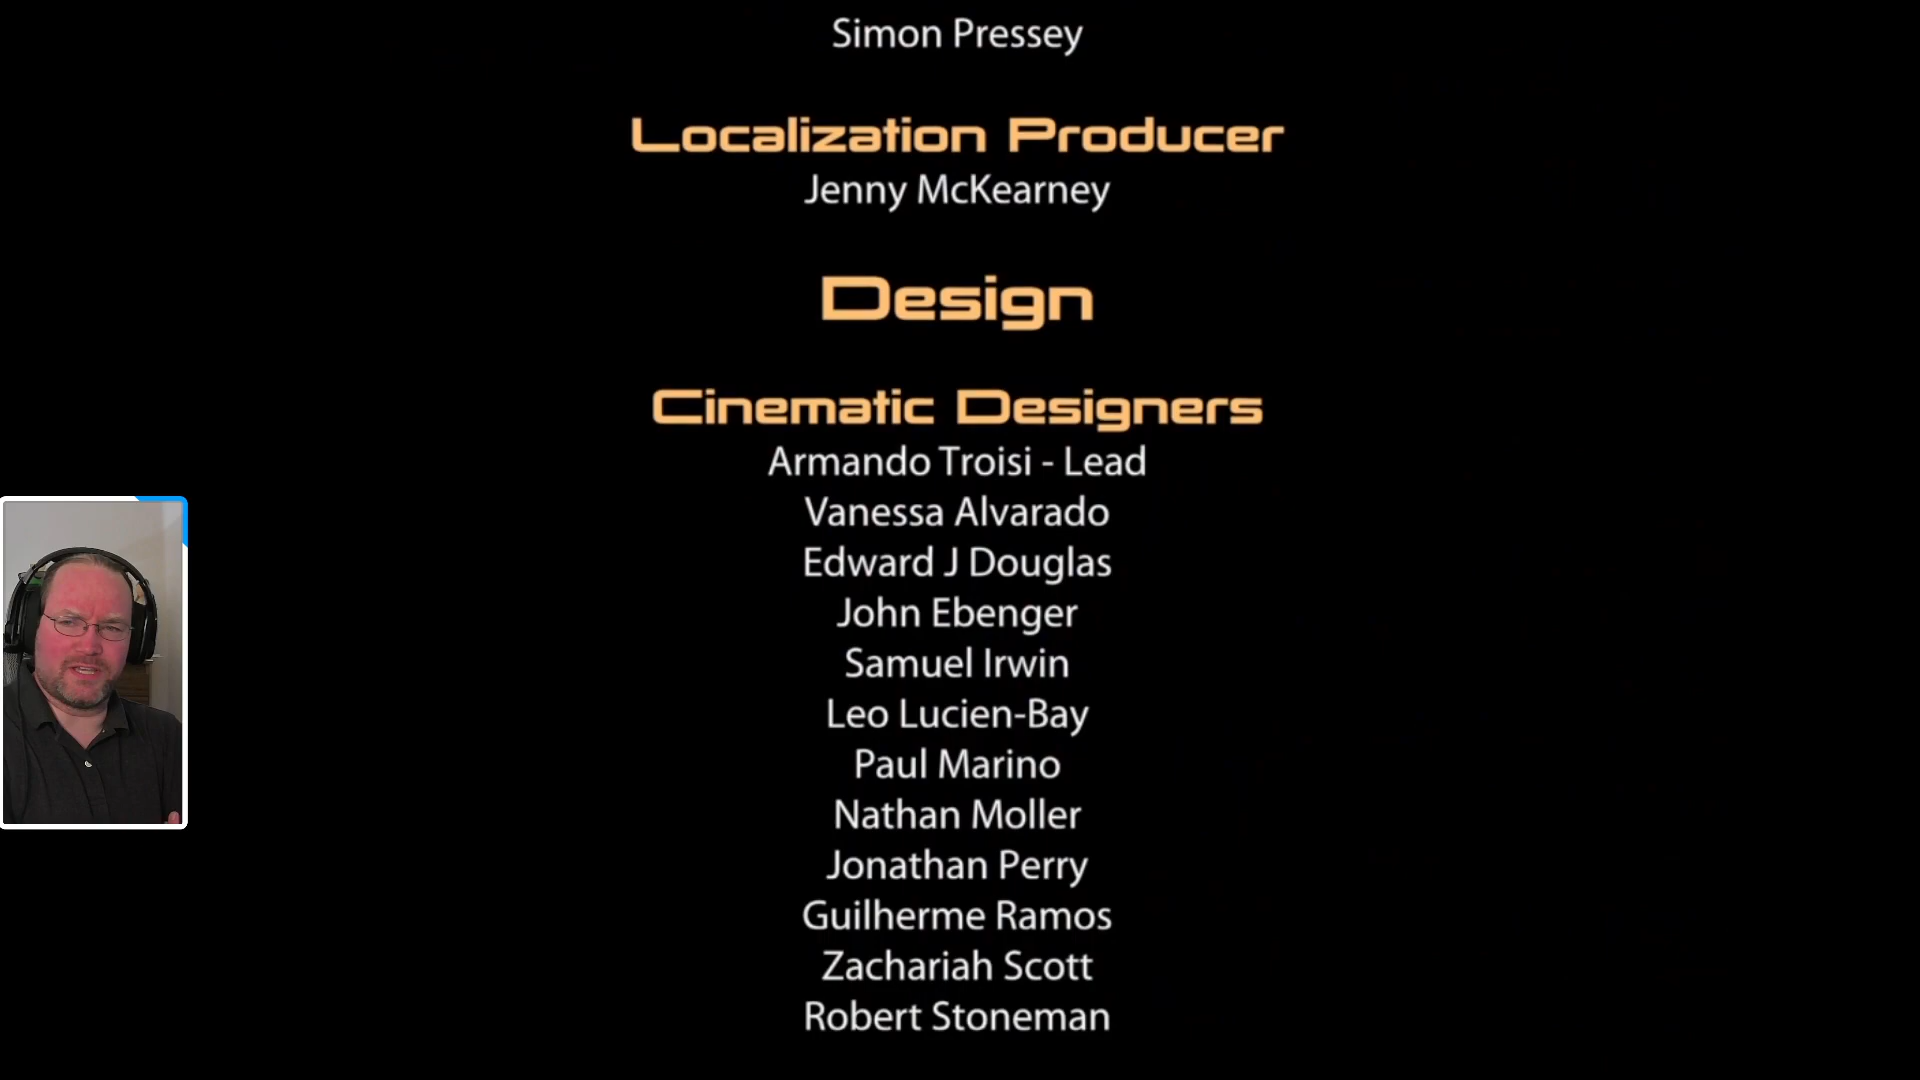 Simon Pressey
Localization Producer
Jenny McKearney
Design
Cinematic Designers
Armando Troisi - Lead
Vanessa Alvarado
Edward J Douglas
John Ebenger
Samuel Irwin
Leo Lucien-Bay
Paul Marino
Nathan Moller
Jonathan Perry
Guilherme Ramos
Zachariah Scott
Robert Stoneman